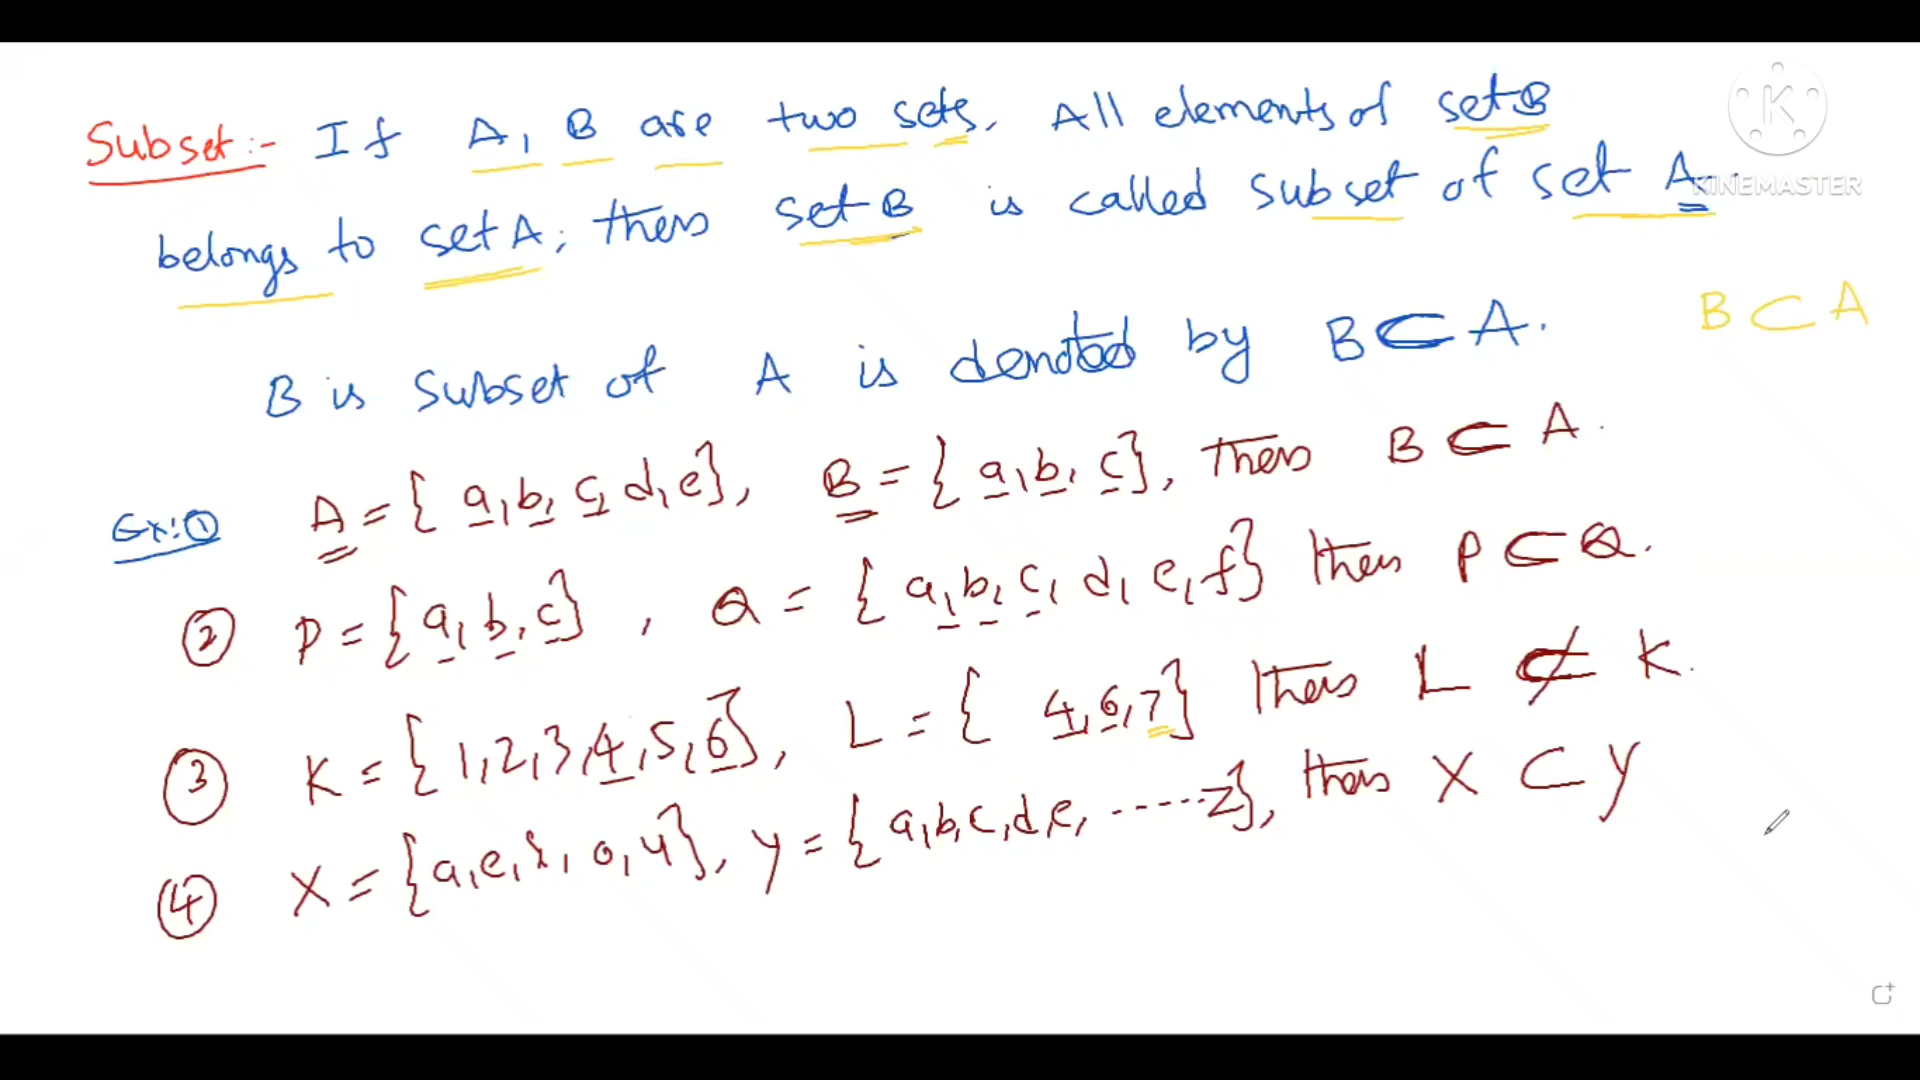 Subset:- If A, B are two sets. All elements of set B
belongs to set A, then set B is called subset of set A.
B is subset of A is denoted by B⊂A.
B⊂A
Ex:① A = { a, b, c, d, e}, B = { a, b, c}, then B ⊂ A.
② P = {a, b, c} , Q = { a, b, c, d, e, f} then P ⊂ Q.
③ K = {1,2,3,4,5,6}, L = { 4,6,7} then L ⊄ K.
④ X = {a,e,i,o,u}, Y = {a,b,c,d,e, ......z}, then X ⊂ Y
KINEMASTER